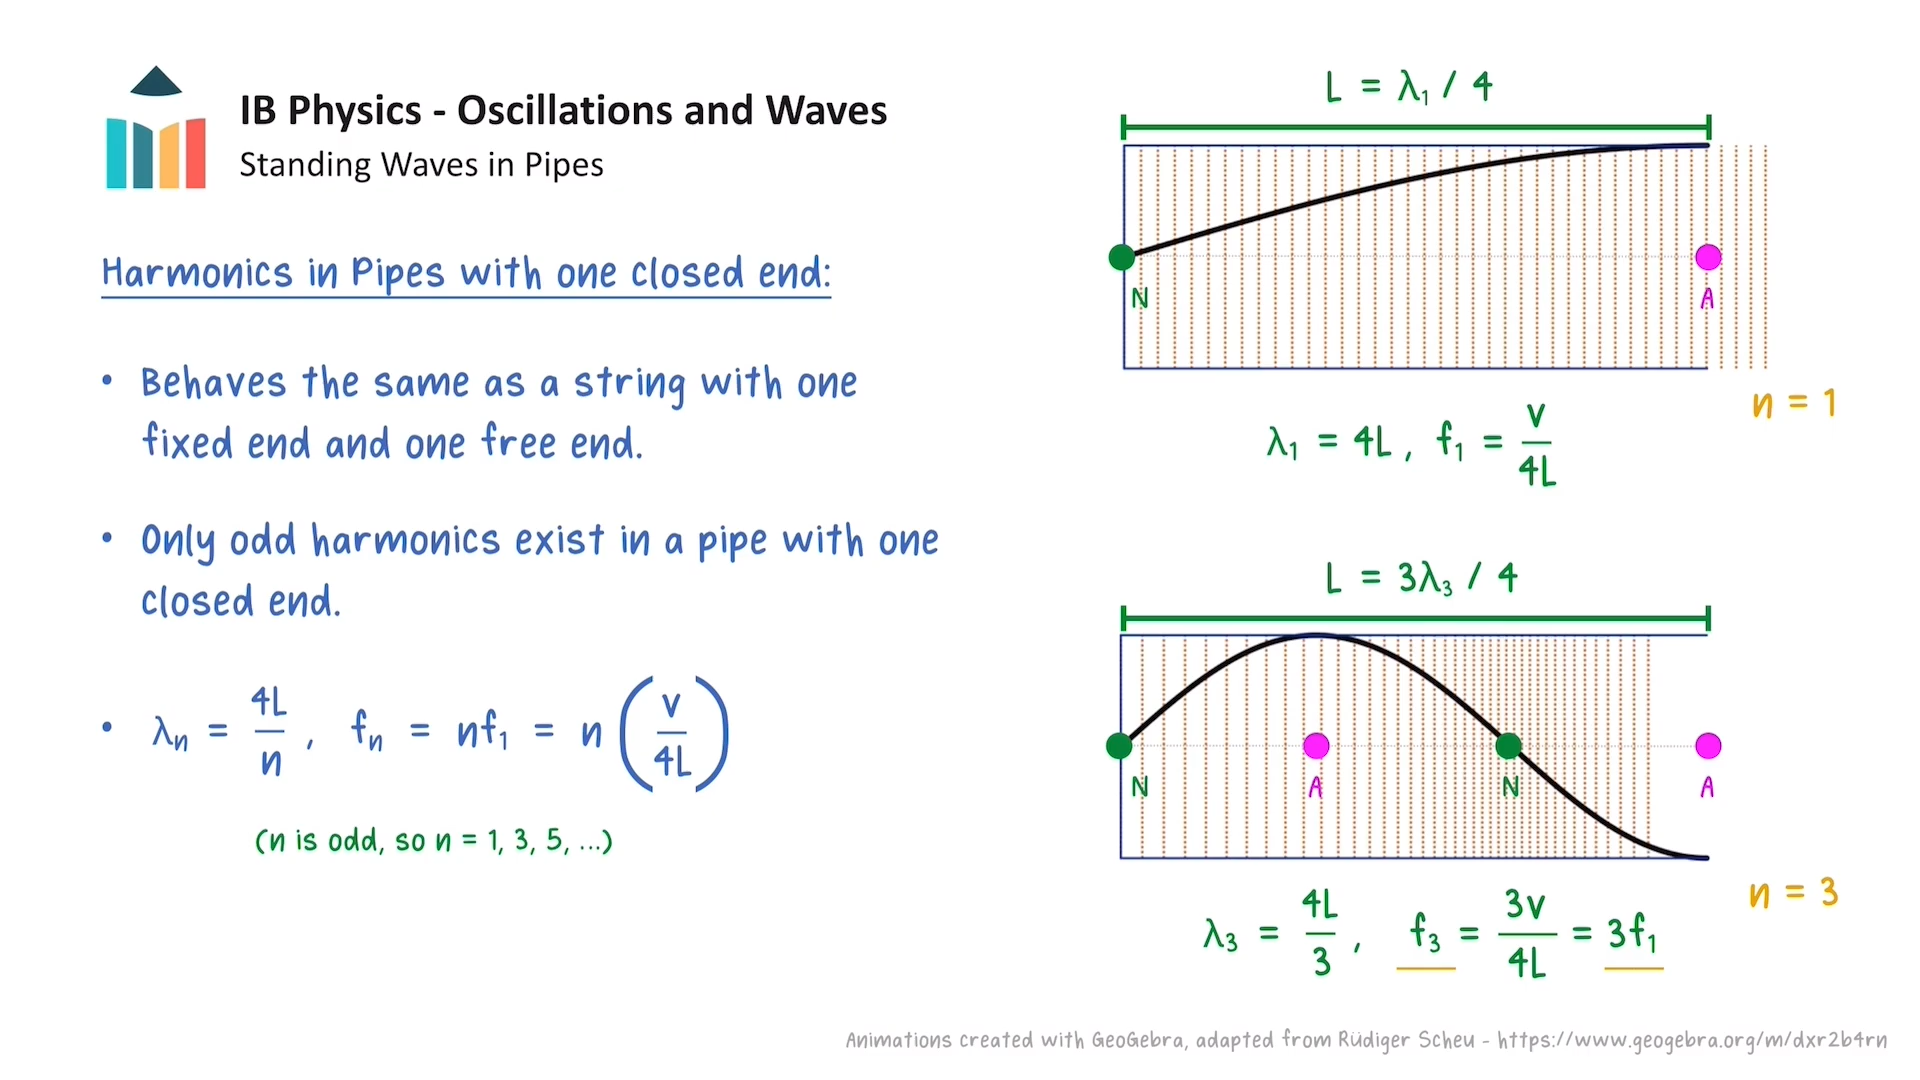 IB Physics - Oscillations and Waves
Standing Waves in Pipes
Harmonics in Pipes with one closed end:
• Behaves the same as a string with one
fixed end and one free end.
• Only odd harmonics exist in a pipe with one
closed end.
• λₙ = 4L/n , fₙ = nf₁ = n(v/4L)
(n is odd, so n = 1, 3, 5, ...)
L = λ₁ / 4
N A
n = 1
λ₁ = 4L , f₁ = v/4L
L = 3λ₃ / 4
N A N A
n = 3
λ₃ = 4L/3 , f₃ = 3v/4L = 3f₁
Animations created with GeoGebra, adapted from Rüdiger Scheu - https://www.geogebra.org/m/dxr2b4rn